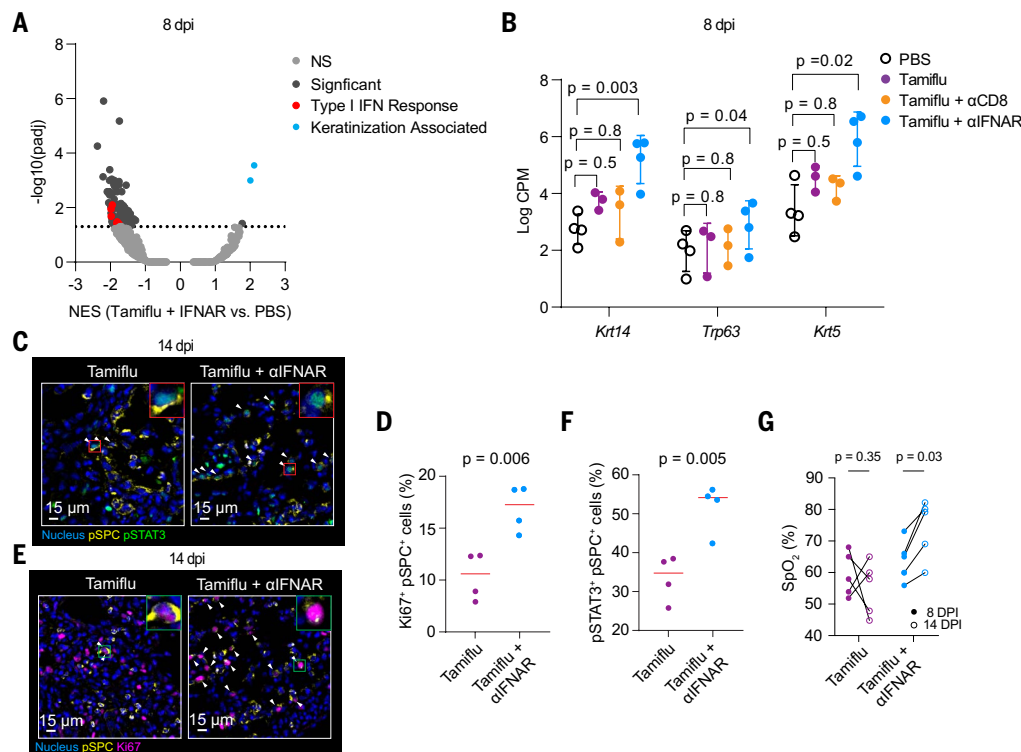 A
8 dpi
-log10(padj)
8
6
4
2
0
-3
-2
-1
0
1
2
3
NES (Tamiflu + IFNAR vs. PBS)
NS
Signficant
Type I IFN Response
Keratinization Associated
B
8 dpi
Log CPM
8
6
4
2
0
p = 0.003
p = 0.8
p = 0.5
p = 0.04
p = 0.8
p = 0.8
p =0.02
p = 0.8
p = 0.5
Krt14
Trp63
Krt5
PBS
Tamiflu
Tamiflu + αCD8
Tamiflu + αIFNAR
C
14 dpi
Tamiflu
Tamiflu + αIFNAR
15 μm
15 μm
Nucleus pSPC pSTAT3
E
14 dpi
Tamiflu
Tamiflu + αIFNAR
15 μm
15 μm
Nucleus pSPC Ki67
D
p = 0.006
Ki67+ pSPC+ cells (%)
20
15
10
5
0
Tamiflu
Tamiflu +
αIFNAR
F
p = 0.005
pSTAT3+ pSPC+ cells (%)
60
50
40
30
20
Tamiflu
Tamiflu +
αIFNAR
G
p = 0.35
p = 0.03
SpO2 (%)
90
80
70
60
50
40
8 DPI
14 DPI
Tamiflu
Tamiflu +
αIFNAR